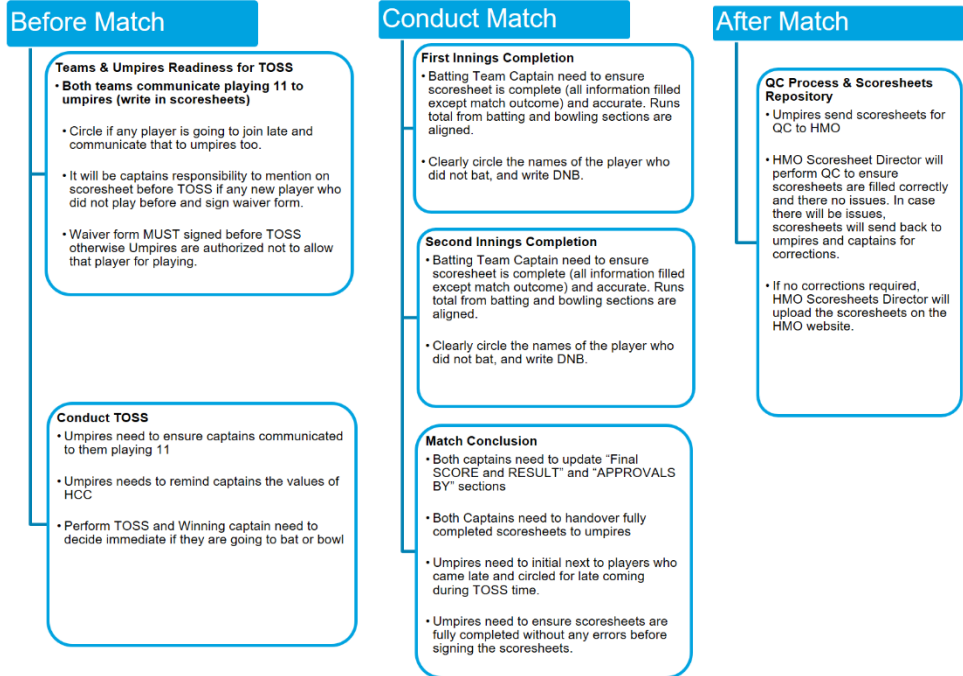 Before Match
Teams & Umpires Readiness for TOSS
• Both teams communicate playing 11 to
umpires (write in scoresheets)
• Circle if any player is going to join late and
communicate that to umpires too.
• It will be captains responsibility to mention on
scoresheet before TOSS if any new player who
did not play before and sign waiver form.
• Waiver form MUST signed before TOSS
otherwise Umpires are authorized not to allow
that player for playing.
Conduct TOSS
• Umpires need to ensure captains communicated
to them playing 11
• Umpires needs to remind captains the values of
HCC
• Perform TOSS and Winning captain need to
decide immediate if they are going to bat or bowl
Conduct Match
First Innings Completion
• Batting Team Captain need to ensure
scoresheet is complete (all information filled
except match outcome) and accurate. Runs
total from batting and bowling sections are
aligned.
• Clearly circle the names of the player who
did not bat, and write DNB.
Second Innings Completion
• Batting Team Captain need to ensure
scoresheet is complete (all information filled
except match outcome) and accurate. Runs
total from batting and bowling sections are
aligned.
• Clearly circle the names of the player who
did not bat, and write DNB.
Match Conclusion
• Both captains need to update “Final
SCORE and RESULT” and “APPROVALS
BY” sections
• Both Captains need to handover fully
completed scoresheets to umpires
• Umpires need to initial next to players who
came late and circled for late coming
during TOSS time.
• Umpires need to ensure scoresheets are
fully completed without any errors before
signing the scoresheets.
After Match
QC Process & Scoresheets
Repository
• Umpires send scoresheets for
QC to HMO
• HMO Scoresheet Director will
perform QC to ensure
scoresheets are filled correctly
and there no issues. In case
there will be issues,
scoresheets will send back to
umpires and captains for
corrections.
• If no corrections required,
HMO Scoresheets Director will
upload the scoresheets on the
HMO website.